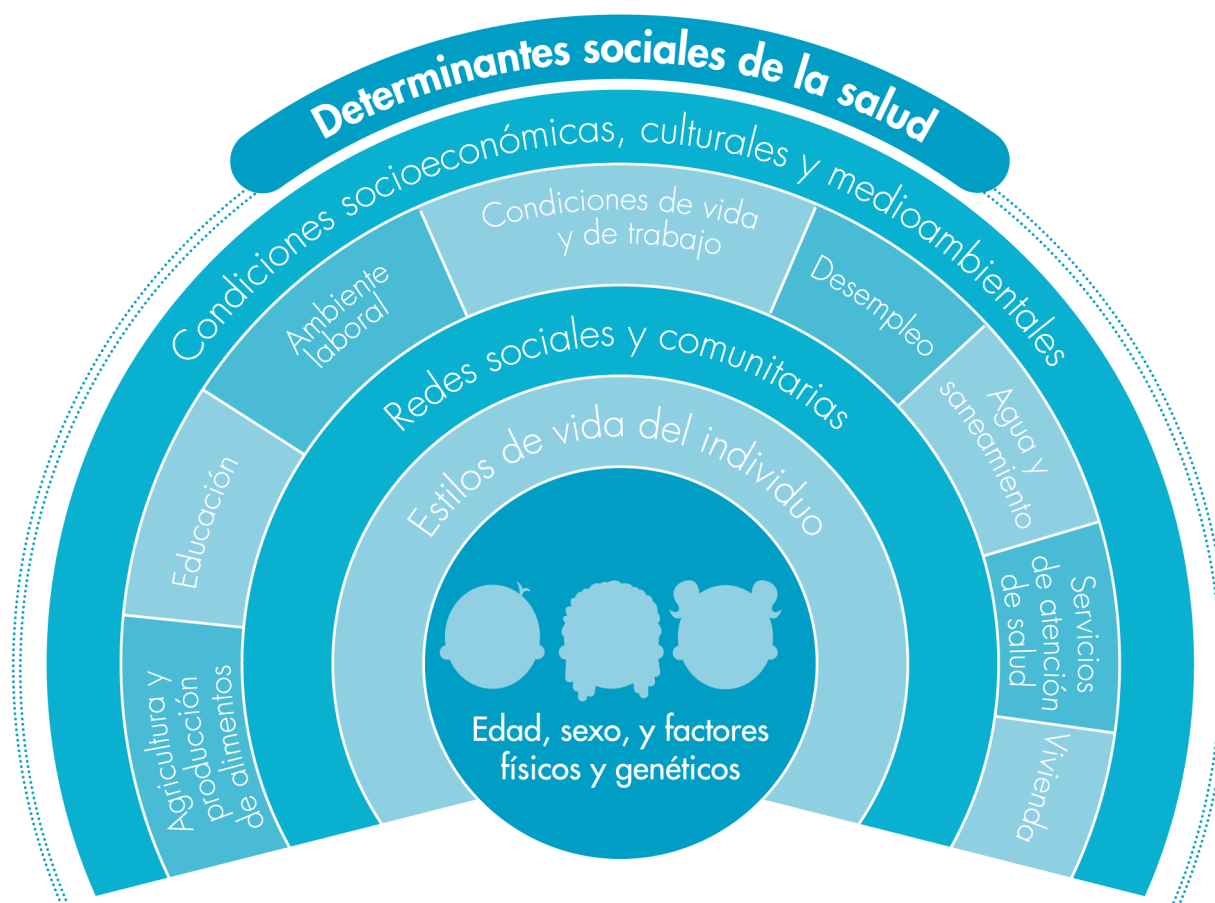 Determinantes sociales de la salud
Condiciones socioeconómicas, culturales y medioambientales
Condiciones de vida
y de trabajo
Ambiente
laboral
Desempleo
Educación
Agua y
saneamiento
Agricultura y
producción
de alimentos
Servicios
de atención
de salud
Vivienda
Redes sociales y comunitarias
Estilos de vida del individuo
Edad, sexo, y factores
físicos y genéticos